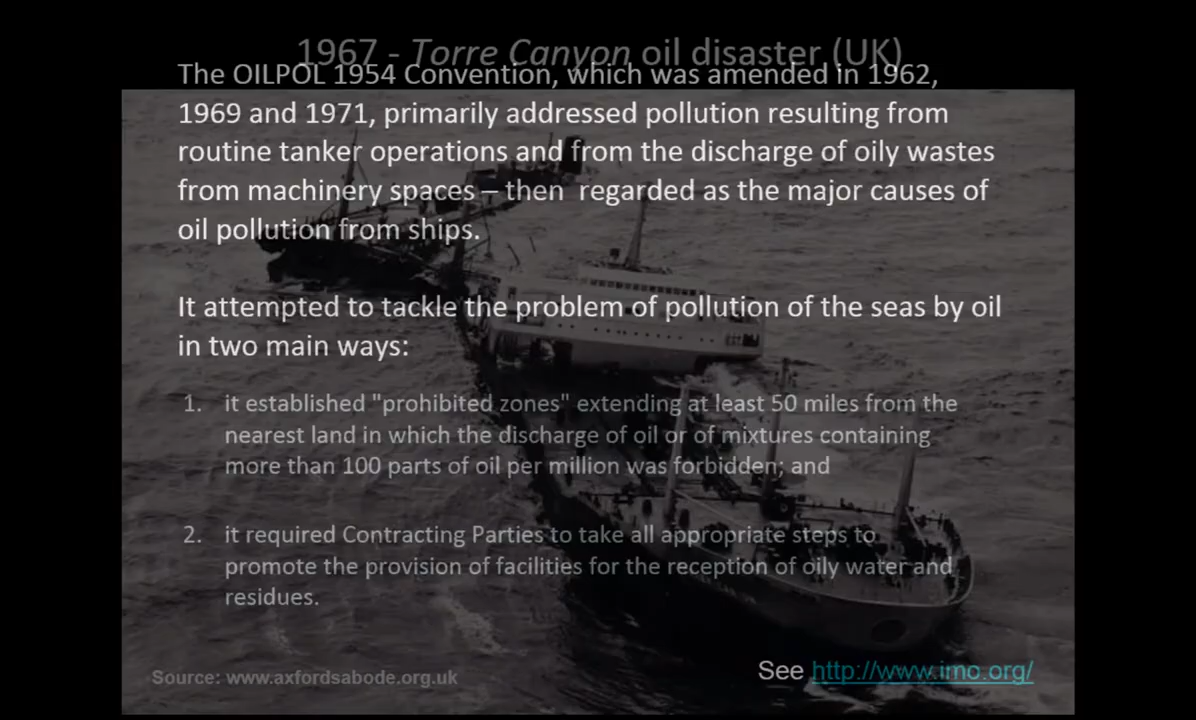 1967 - Torre Canyon oil disaster (UK)
The OILPOL 1954 Convention, which was amended in 1962,
1969 and 1971, primarily addressed pollution resulting from
routine tanker operations and from the discharge of oily wastes
from machinery spaces – then  regarded as the major causes of
oil pollution from ships.
It attempted to tackle the problem of pollution of the seas by oil
in two main ways:
1. it established "prohibited zones" extending at least 50 miles from the
nearest land in which the discharge of oil or of mixtures containing
more than 100 parts of oil per million was forbidden; and
2. it required Contracting Parties to take all appropriate steps to
promote the provision of facilities for the reception of oily water and
residues.
Source: www.axfordsabode.org.uk
See http://www.imo.org/